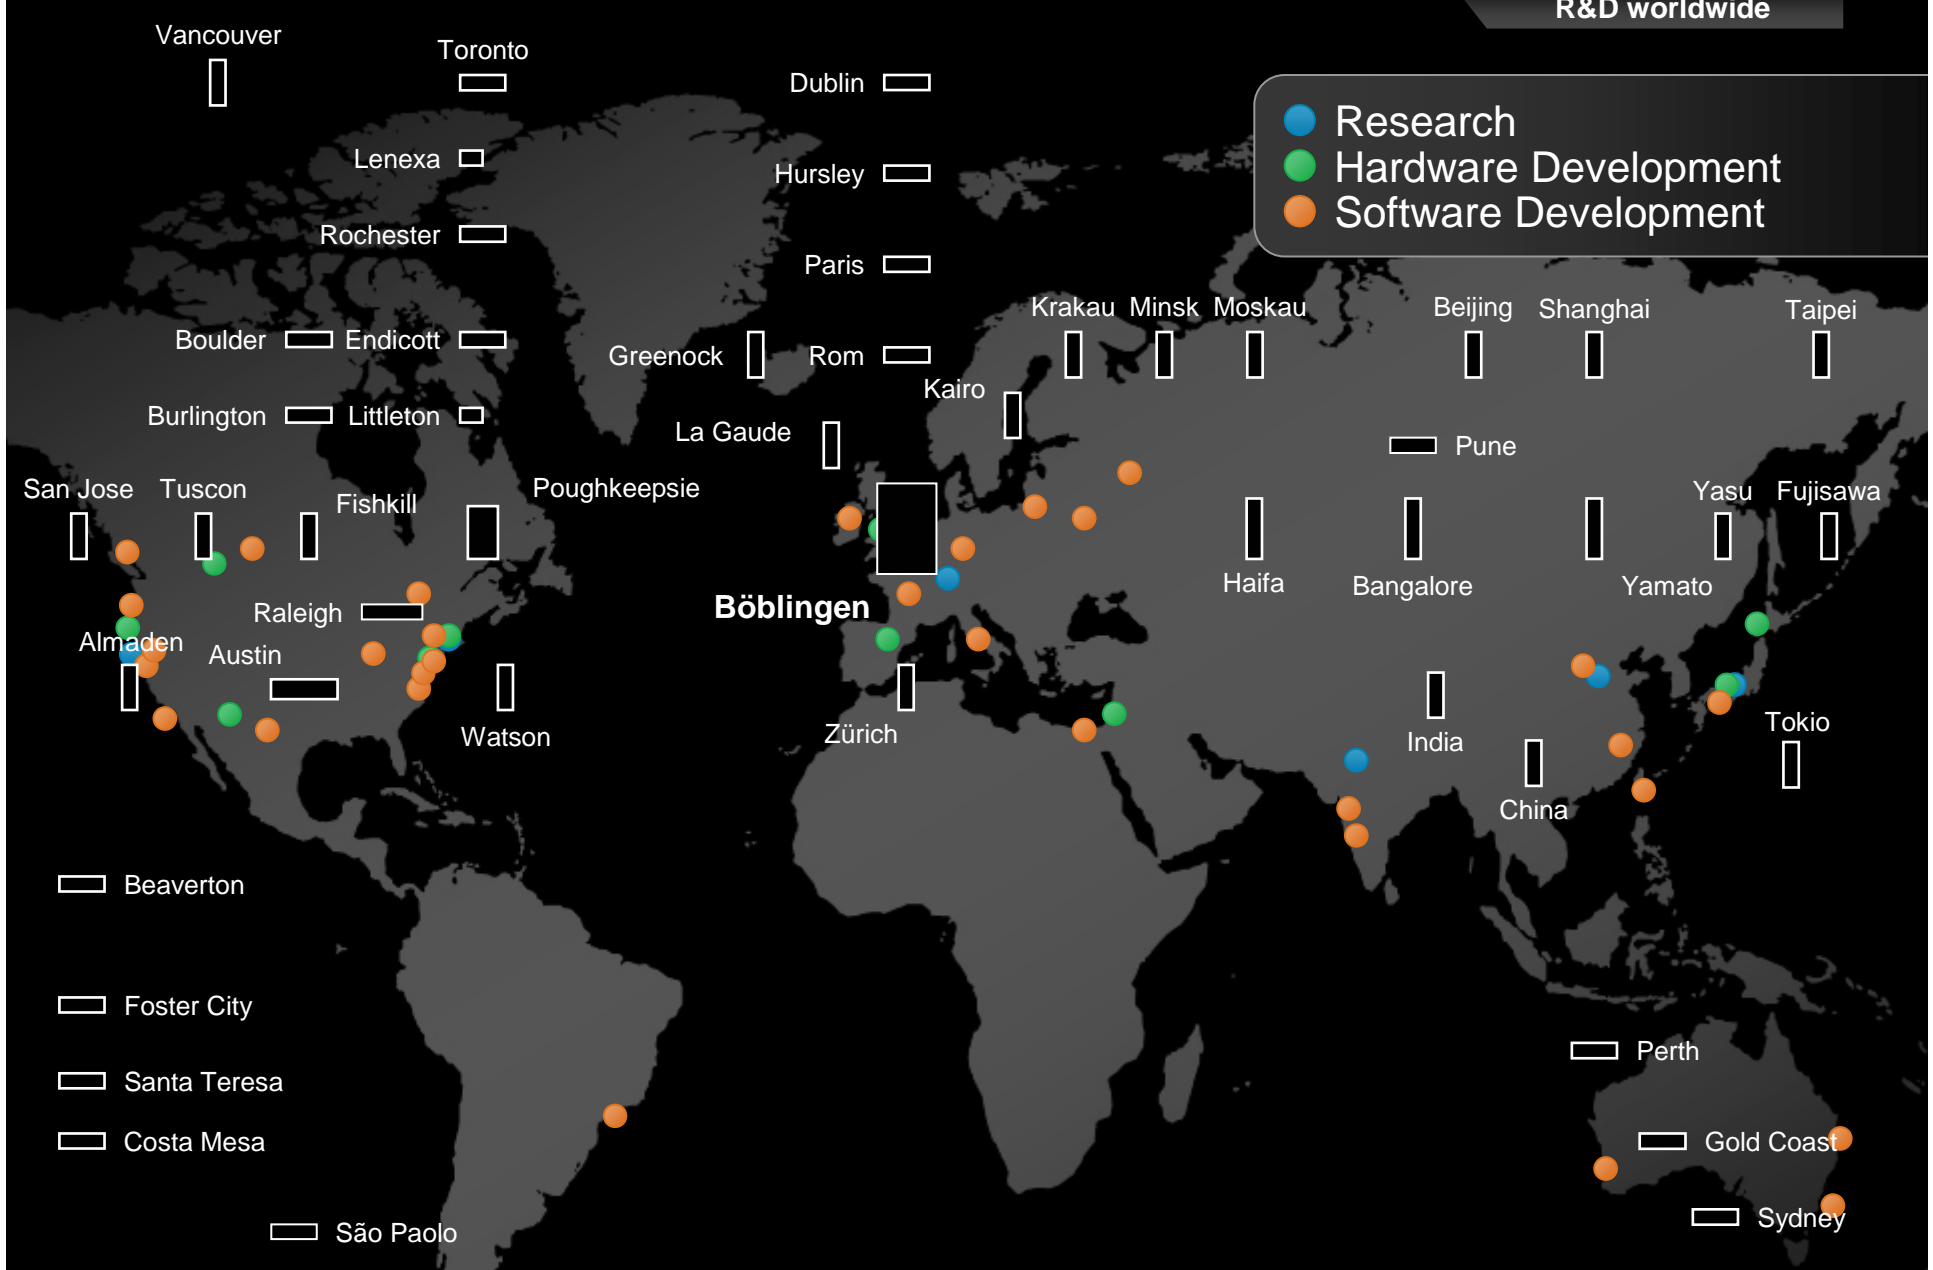 R&D worldwide
Vancouver
Toronto
Dublin
Research
Lenexa
Hursley
Hardware Development
Software Development
Rochester
Paris
Krakau
Minsk
Moskau
Beijing
Shanghai
Taipei
Boulder
Endicott
Greenock
Rom
Kairo
Burlington
Littleton
La Gaude
Pune
San Jose
Tuscon
Fishkill
Poughkeepsie
Yasu
Fujisawa
Haifa
Bangalore
Yamato
Böblingen
Raleigh
Almaden
Austin
Watson
Zürich
India
Tokio
China
Beaverton
Foster City
Perth
Santa Teresa
Costa Mesa
Gold Coast
Sydney
São Paolo